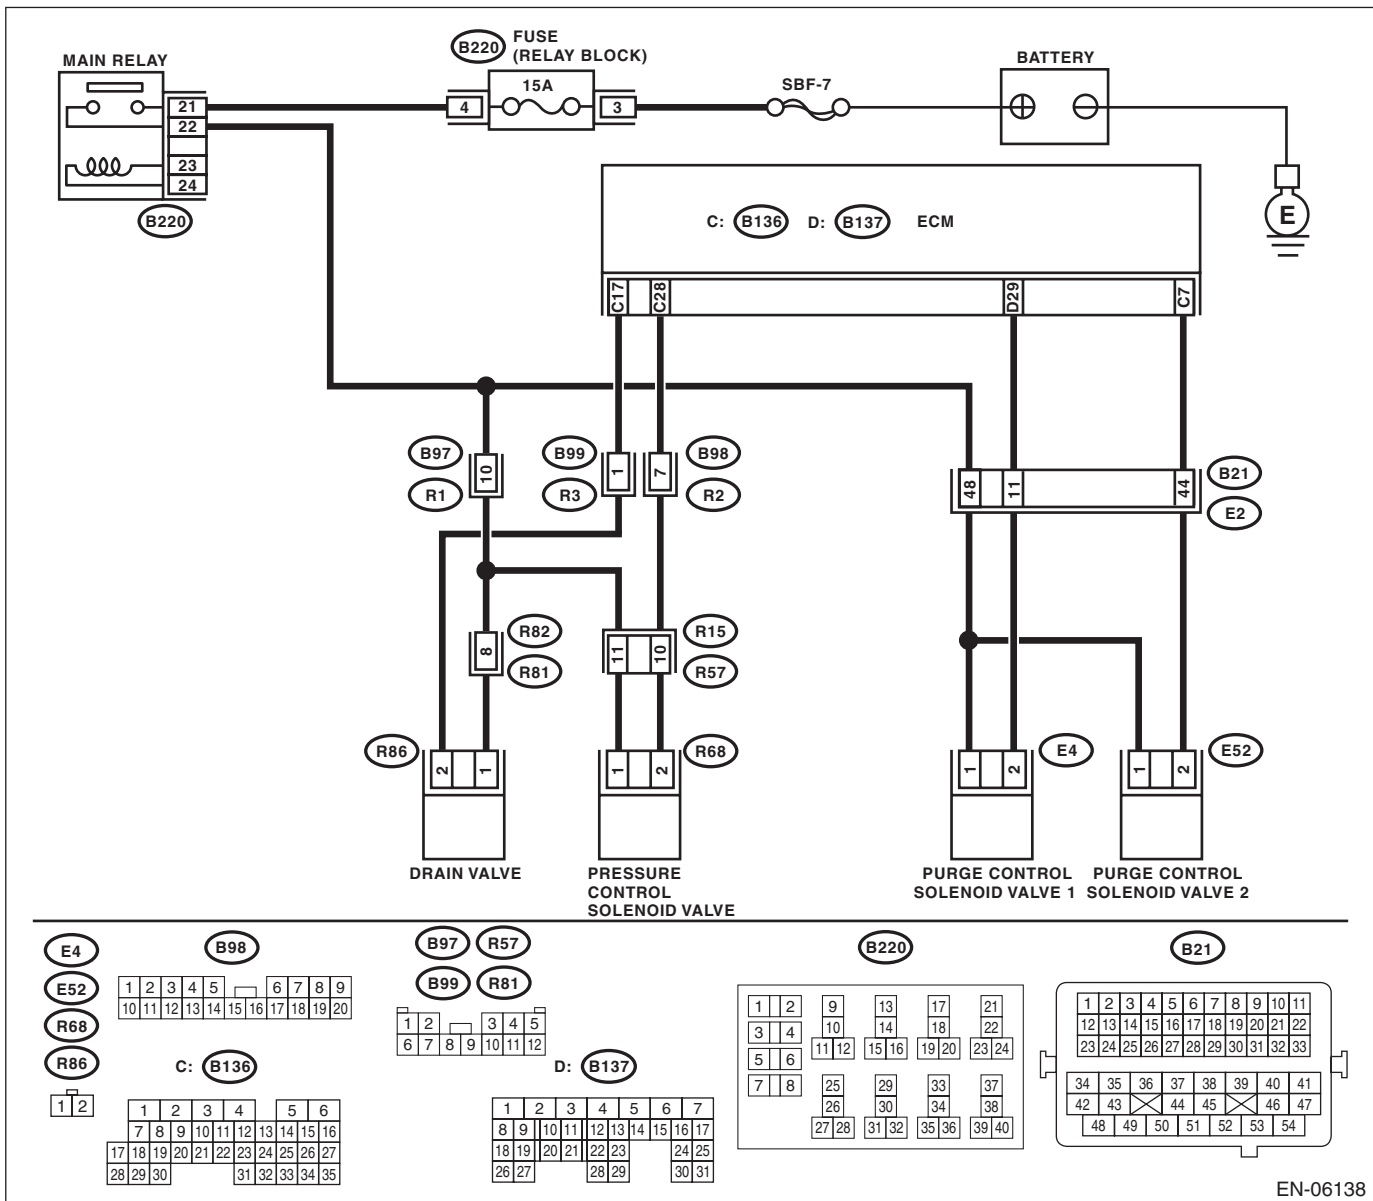 MAIN RELAY
B220
FUSE
(RELAY BLOCK)
15A
SBF-7
BATTERY
21
22
23
24
4
3
B220
E
C: B136 D: B137 ECM
C17
C28
D29
C7
B97
10
R1
B99
1
R3
7
B98
R2
48
11
44
B21
E2
R82
8
R81
11
10
R15
R57
R86
2
1
1
2
R68
1
2
E4
1
2
E52
DRAIN VALVE
PRESSURE
CONTROL
SOLENOID VALVE
PURGE CONTROL
SOLENOID VALVE 1
PURGE CONTROL
SOLENOID VALVE 2
E4
E52
R68
R86
1 2
B98
1 2 3 4 5 6 7 8 9
10 11 12 13 14 15 16 17 18 19 20
C: B136
1 2 3 4 5 6
7 8 9 10 11 12 13 14 15 16
17 18 19 20 21 22 23 24 25 26 27
28 29 30 31 32 33 34 35
B97 R57
B99 R81
1 2 3 4 5
6 7 8 9 10 11 12
D: B137
1 2 3 4 5 6 7
8 9 10 11 12 13 14 15 16 17
18 19 20 21 22 23 24 25
26 27 28 29 30 31
B220
1 2 9 13 17 21
3 4 10 14 18 22
11 12 15 16 19 20 23 24
5 6
7 8 25 29 33 37
26 30 34 38
27 28 31 32 35 36 39 40
B21
1 2 3 4 5 6 7 8 9 10 11
12 13 14 15 16 17 18 19 20 21 22
23 24 25 26 27 28 29 30 31 32 33
34 35 36 37 38 39 40 41
42 43 44 45 46 47
48 49 50 51 52 53 54
EN-06138